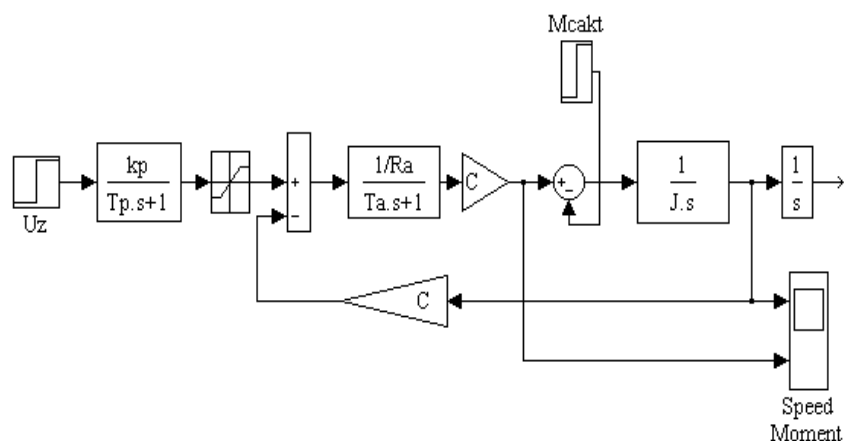 Mcakt
Uz
kp
Tp.s+1
+
−
1/Ra
Ta.s+1
C
+
−
1
J.s
1
s
C
Speed
Moment